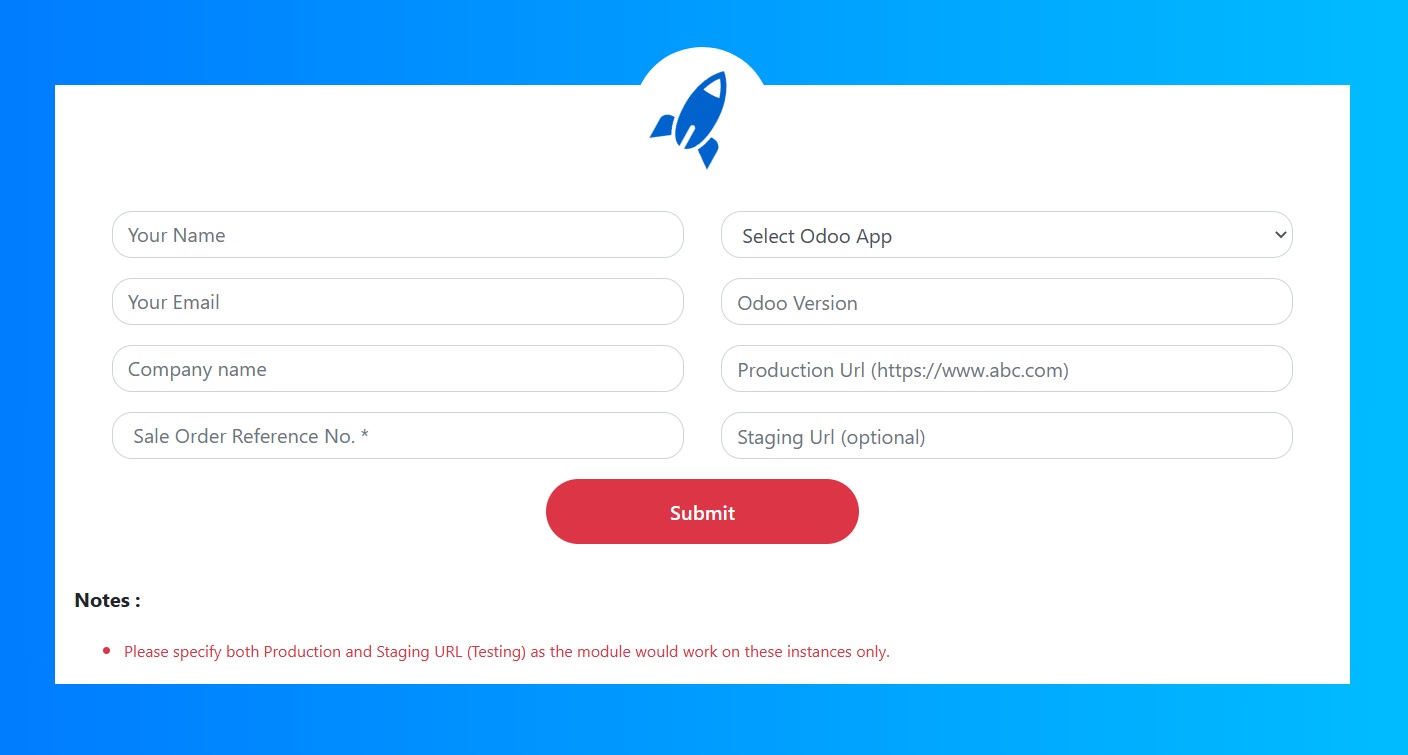 Your Name
Select Odoo App
Your Email
Odoo Version
Company name
Production Url (https://www.abc.com)
Sale Order Reference No. *
Staging Url (optional)
Submit
Notes :
Please specify both Production and Staging URL (Testing) as the module would work on these instances only.